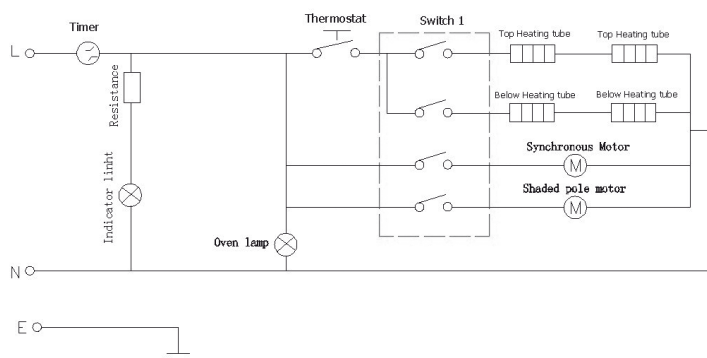 Timer
Thermostat
Switch 1
Top Heating tube
Top Heating tube
L
Resistance
Below Heating tube
Below Heating tube
Synchronous Motor
M
Shaded pole motor
M
Indicator linht
Oven lamp
N
E